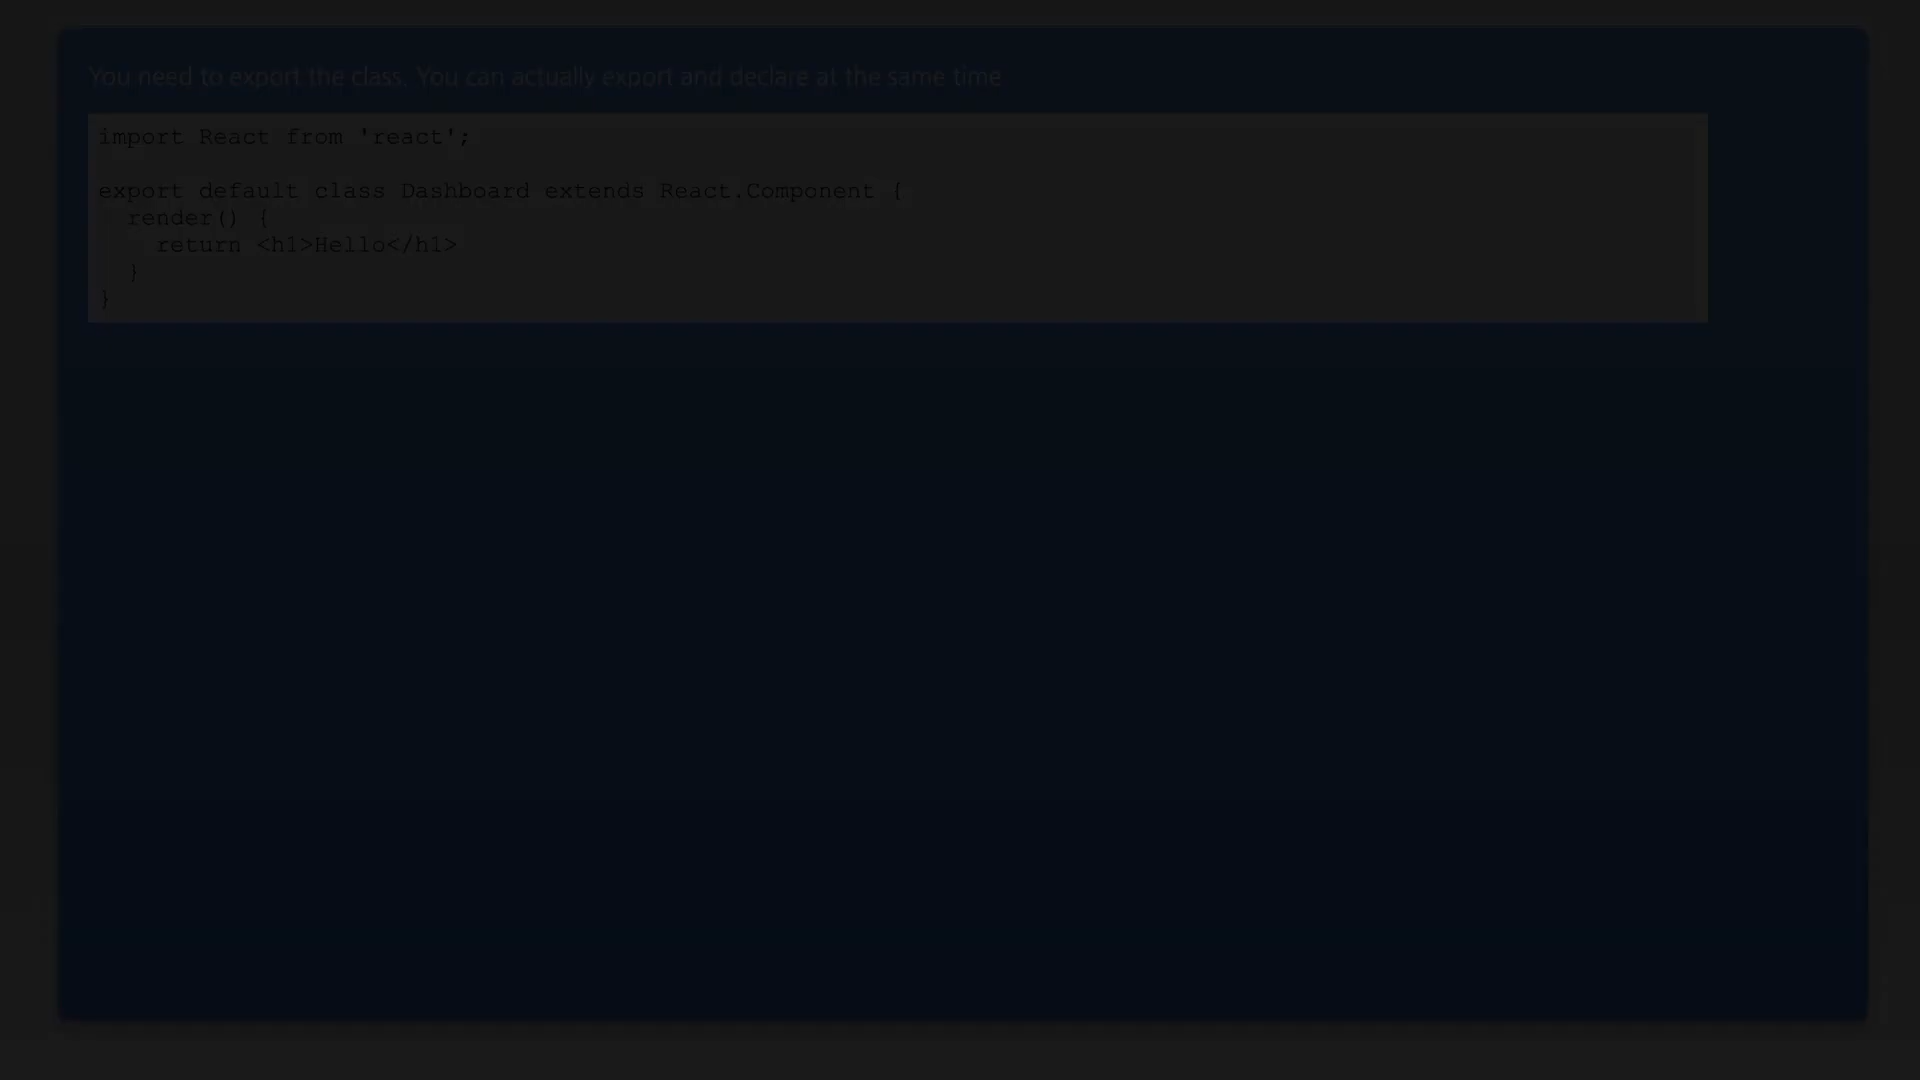 You need to export the class. You can actually export and declare at the same time
import React from 'react';
export default class Dashboard extends React.Component {
render() {
return <h1>Hello</h1>
}
}